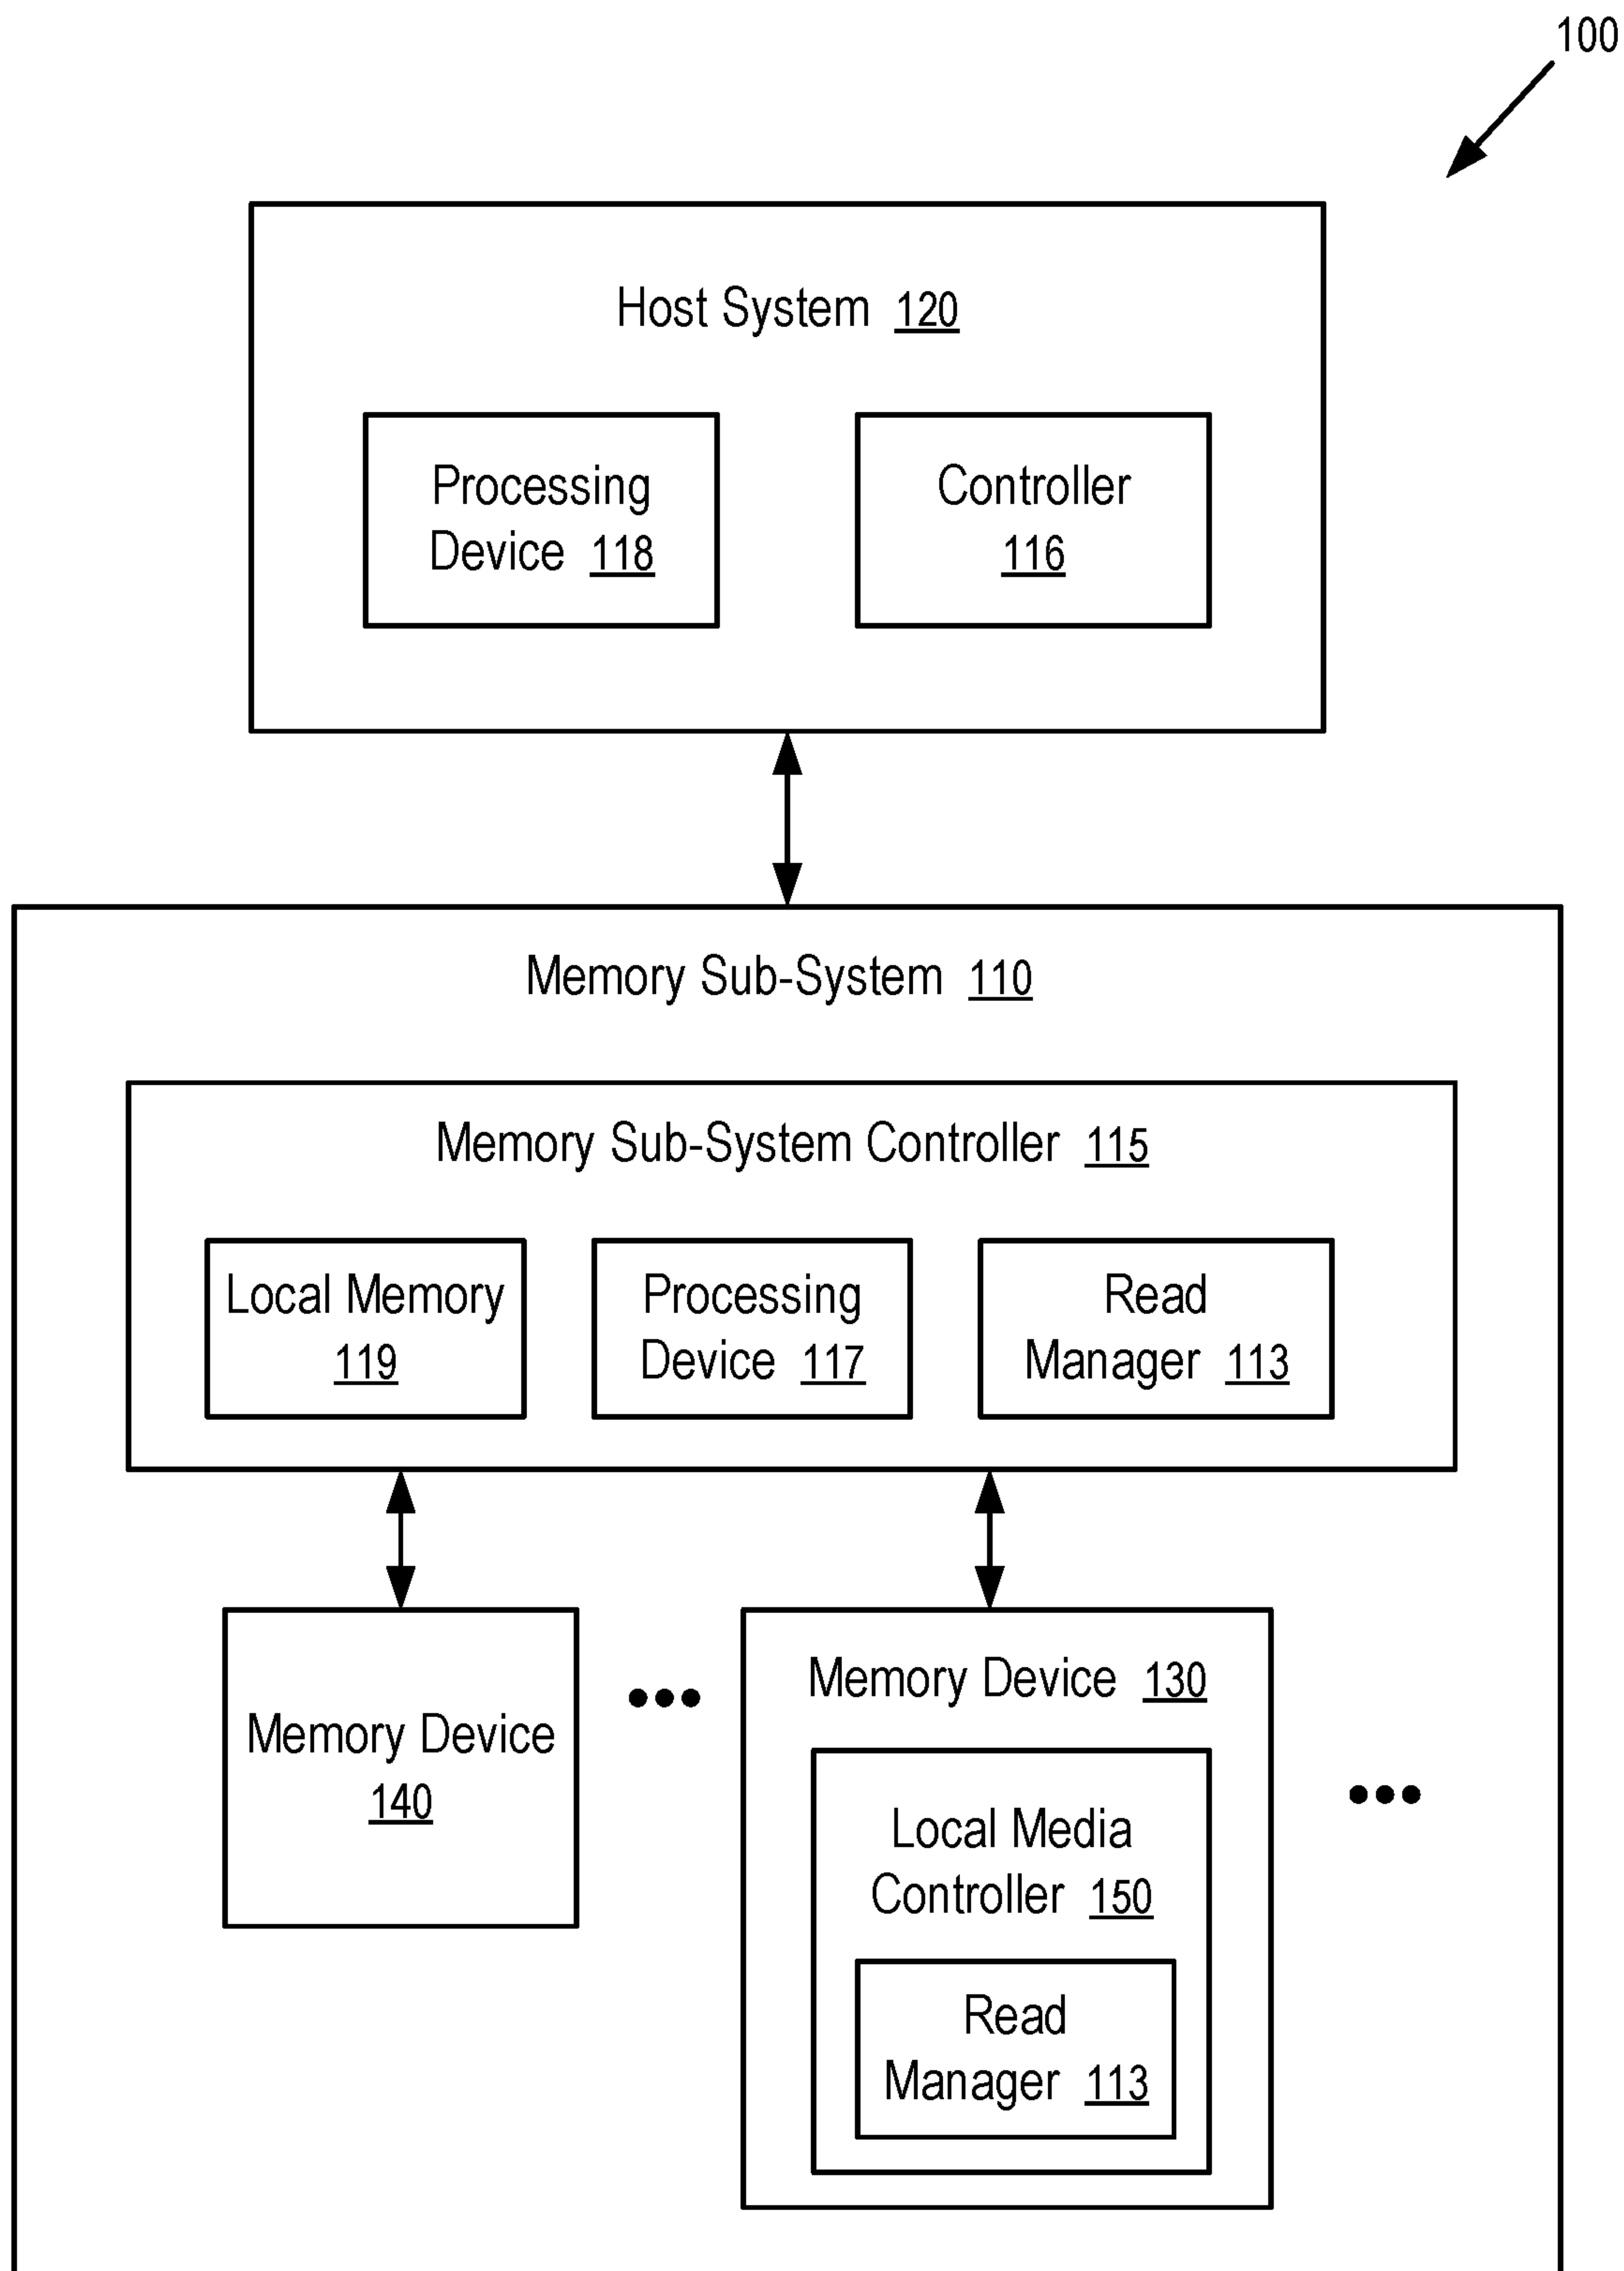 100
Host System 120
Processing
Device 118
Controller
116
Memory Sub-System 110
Memory Sub-System Controller 115
Local Memory
119
Processing
Device 117
Read
Manager 113
Memory Device
140
Memory Device 130
Local Media
Controller 150
Read
Manager 113